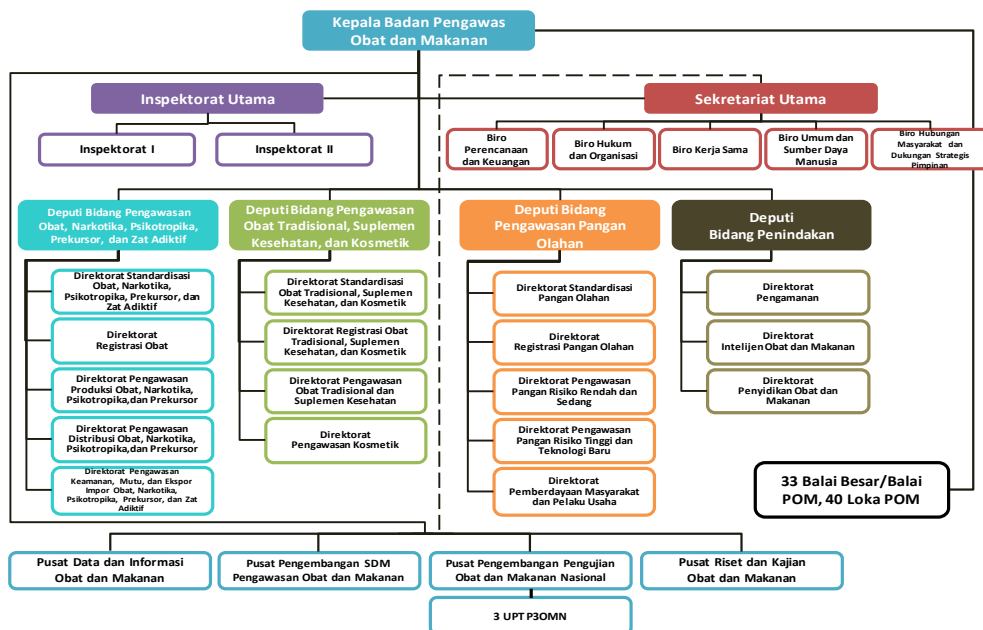 Kepala Badan Pengawas
Obat dan Makanan
Inspektorat Utama
Sekretariat Utama
Inspektorat I
Inspektorat II
Biro
Perencanaan
dan Keuangan
Biro Hukum
dan Organisasi
Biro Kerja Sama
Biro Umum dan
Sumber Daya
Manusia
Biro Hubungan
Masyarakat dan
Dukungan Strategis
Pimpinan
Deputi Bidang Pengawasan
Obat, Narkotika, Psikotropika,
Prekursor, dan Zat Adiktif
Deputi Bidang Pengawasan
Obat Tradisional, Suplemen
Kesehatan, dan Kosmetik
Deputi Bidang
Pengawasan Pangan
Olahan
Deputi
Bidang Penindakan
Direktorat Standardisasi
Obat, Narkotika,
Psikotropika, Prekursor, dan
Zat Adiktif
Direktorat
Registrasi Obat
Direktorat Pengawasan
Produksi Obat, Narkotika,
Psikotropika,dan Prekursor
Direktorat Pengawasan
Distribusi Obat, Narkotika,
Psikotropika,dan Prekursor
Direktorat Pengawasan
Keamanan, Mutu, dan Ekspor
Impor Obat, Narkotika,
Psikotropika, Prekursor, dan Zat
Adiktif
Direktorat Standardisasi
Obat Tradisional, Suplemen
Kesehatan, dan Kosmetik
Direktorat Registrasi Obat
Tradisional, Suplemen
Kesehatan, dan Kosmetik
Direktorat Pengawasan
Obat Tradisional dan
Suplemen Kesehatan
Direktorat
Pengawasan Kosmetik
Direktorat Standardisasi
Pangan Olahan
Direktorat
Registrasi Pangan Olahan
Direktorat Pengawasan
Pangan Risiko Rendah dan
Sedang
Direktorat Pengawasan
Pangan Risiko Tinggi dan
Teknologi Baru
Direktorat
Pemberdayaan Masyarakat
dan Pelaku Usaha
Direktorat
Pengamanan
Direktorat
Intelijen Obat dan Makanan
Direktorat
Penyidikan Obat dan
Makanan
33 Balai Besar/Balai
POM, 40 Loka POM
Pusat Data dan Informasi
Obat dan Makanan
Pusat Pengembangan SDM
Pengawasan Obat dan Makanan
Pusat Pengembangan Pengujian
Obat dan Makanan Nasional
Pusat Riset dan Kajian
Obat dan Makanan
3 UPT P3OMN